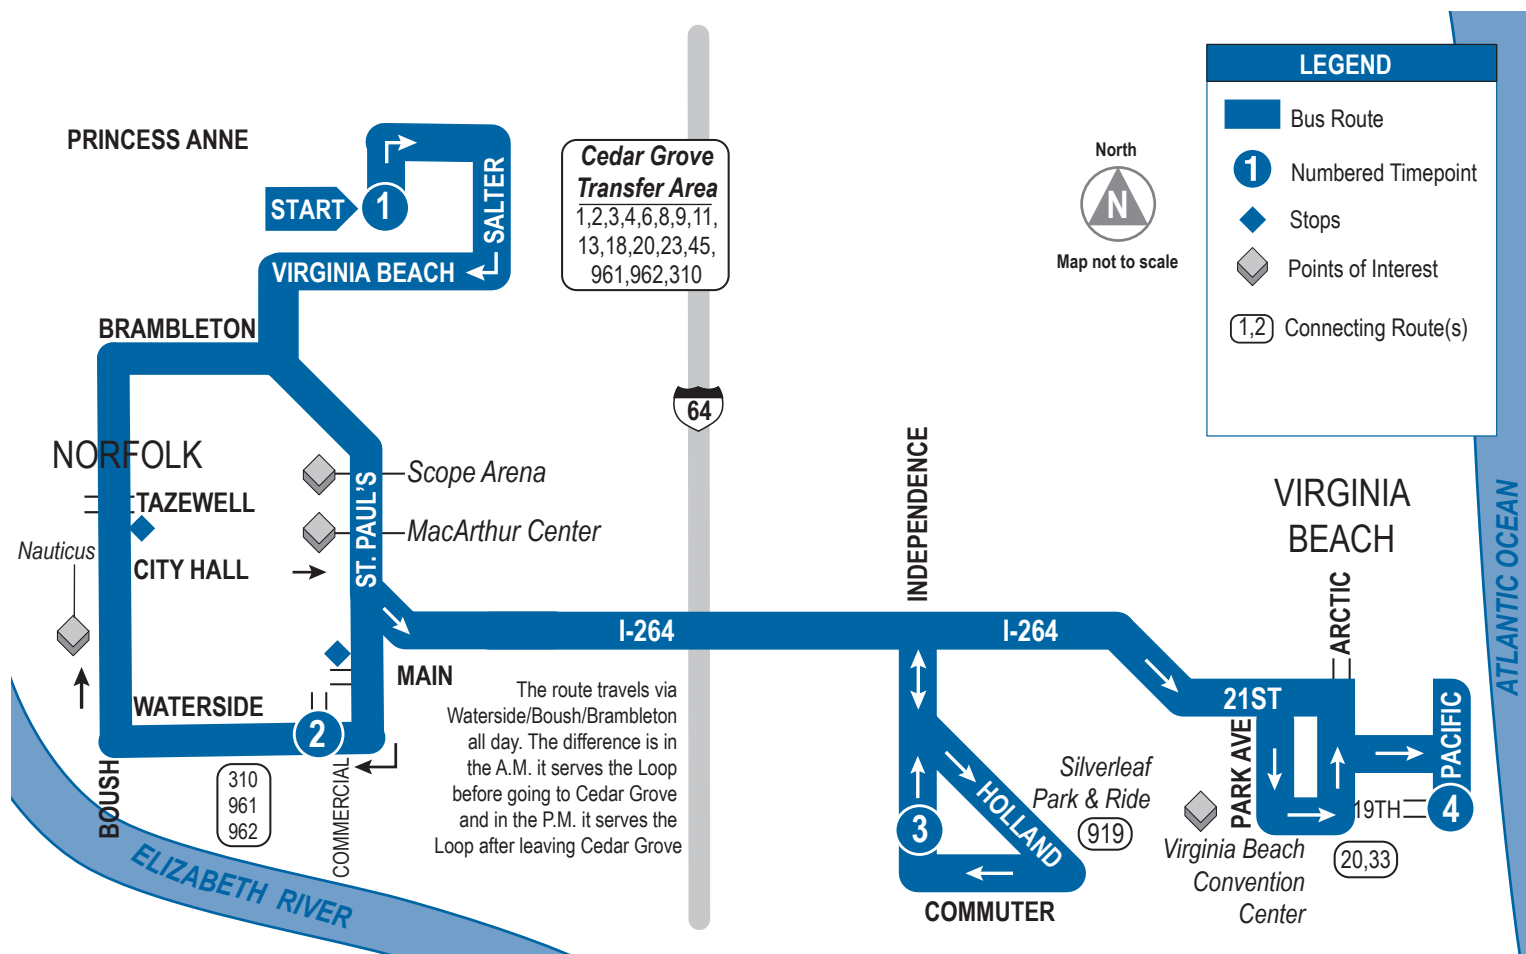 LEGEND
Bus Route
1
Numbered Timepoint
Stops
Points of Interest
1,2
Connecting Route(s)
North
N
Map not to scale
PRINCESS ANNE
START
1
SALTER
VIRGINIA BEACH
Cedar Grove
Transfer Area
1,2,3,4,6,8,9,11,
13,18,20,23,45,
961,962,310
BRAMBLETON
64
NORFOLK
TAZEWELL
Nauticus
CITY HALL
ST. PAUL'S
Scope Arena
MacArthur Center
INDEPENDENCE
VIRGINIA
BEACH
ATLANTIC OCEAN
ARCTIC
I-264
I-264
MAIN
WATERSIDE
2
BOUSH
310
961
962
COMMERCIAL
The route travels via
Waterside/Boush/Brambleton
all day. The difference is in
the A.M. it serves the Loop
before going to Cedar Grove
and in the P.M. it serves the
Loop after leaving Cedar Grove
ELIZABETH RIVER
3
HOLLAND
COMMUTER
Silverleaf
Park & Ride
919
21ST
PARK AVE
PACIFIC
19TH
4
20,33
Virginia Beach
Convention
Center